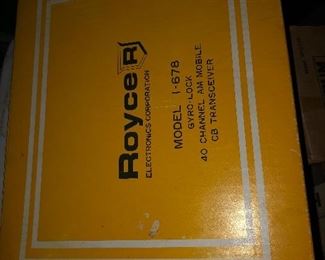 Royce R
ELECTRONICS CORPORATION
MODEL 1-678
GYRO-LOCK
40 CHANNEL AM MOBILE
CB TRANSCEIVER